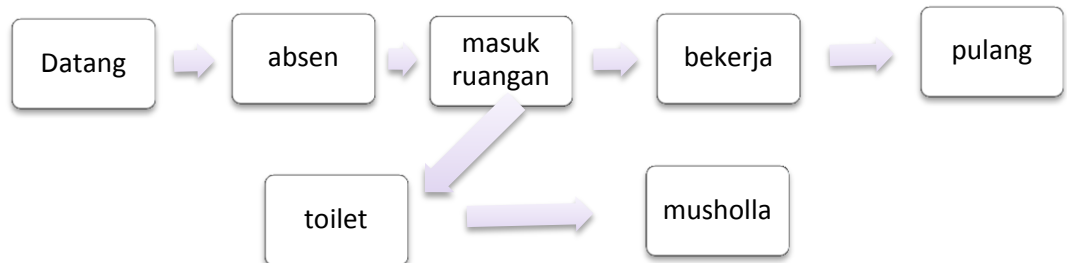 Datang
absen
masuk
ruangan
bekerja
pulang
toilet
musholla